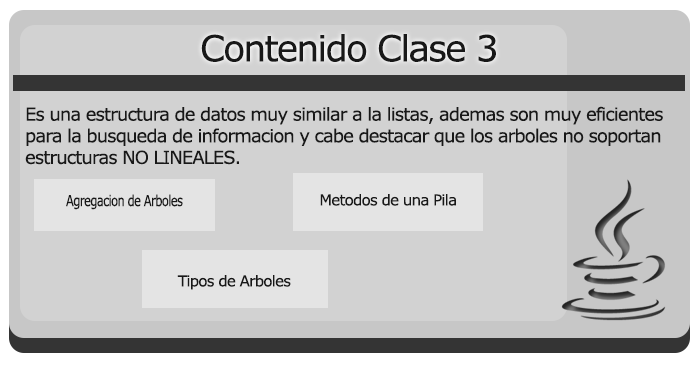 Contenido Clase 3
Es una estructura de datos muy similar a la listas, ademas son muy eficientes
para la busqueda de informacion y cabe destacar que los arboles no soportan
estructuras NO LINEALES.
Agregacion de Arboles
Metodos de una Pila
Tipos de Arboles